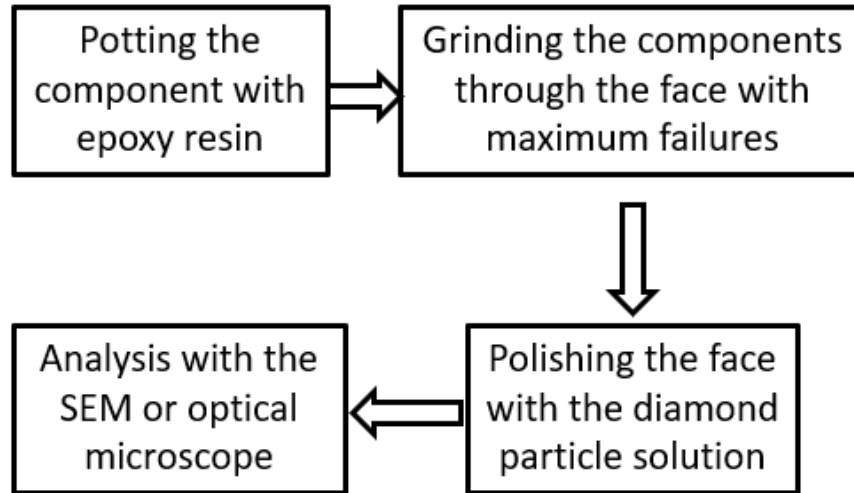 Potting the
component with
epoxy resin
Grinding the components
through the face with
maximum failures
Polishing the face
with the diamond
particle solution
Analysis with the
SEM or optical
microscope